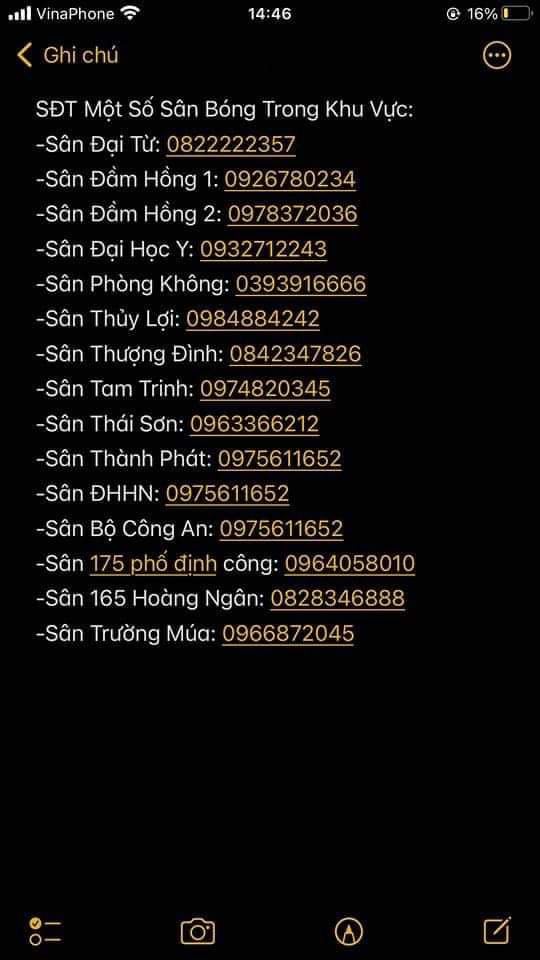 VinaPhone 14:46 16%
Ghi chú
SĐT Một Số Sân Bóng Trong Khu Vực:
-Sân Đại Từ: 0822222357
-Sân Đầm Hồng 1: 0926780234
-Sân Đầm Hồng 2: 0978372036
-Sân Đại Học Y: 0932712243
-Sân Phòng Không: 0393916666
-Sân Thủy Lợi: 0984884242
-Sân Thượng Đình: 0842347826
-Sân Tam Trinh: 0974820345
-Sân Thái Sơn: 0963366212
-Sân Thành Phát: 0975611652
-Sân ĐHHN: 0975611652
-Sân Bộ Công An: 0975611652
-Sân 175 phố định công: 0964058010
-Sân 165 Hoàng Ngân: 0828346888
-Sân Trường Múa: 0966872045